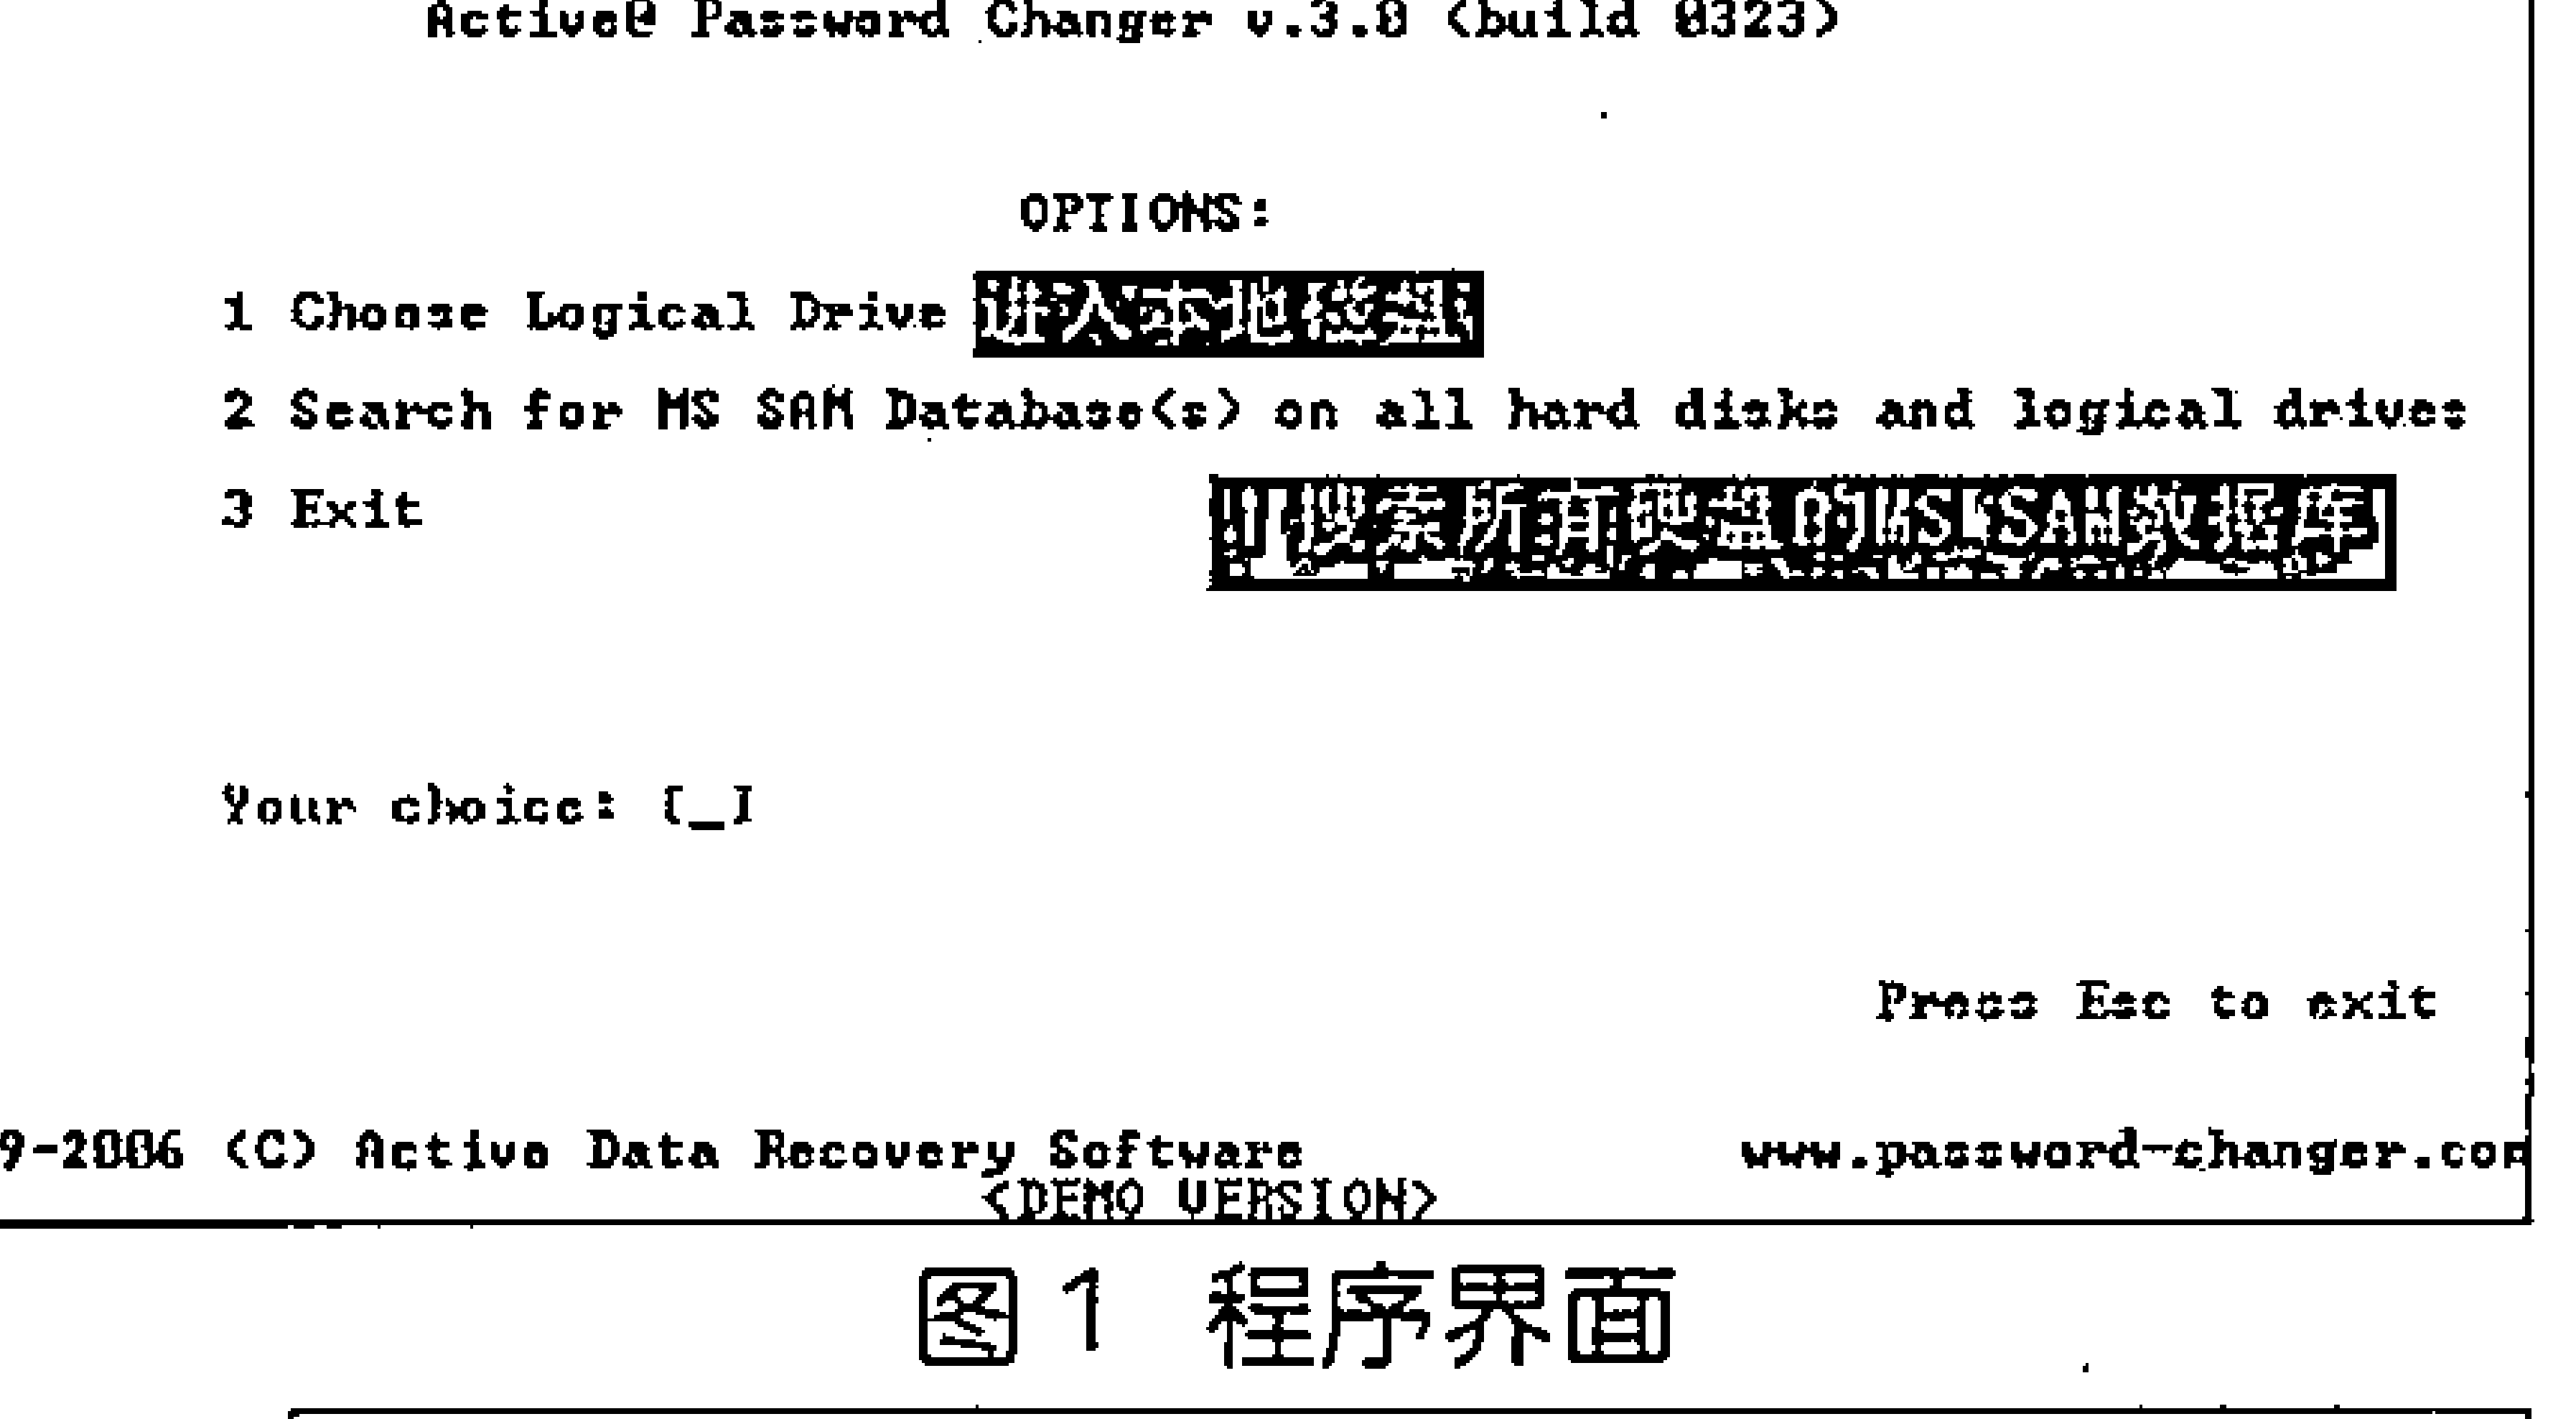 Active@ Password Changer v.3.0 (build 0323)
OPTIONS:
1 Choose Logical Drive 进入本地磁盘
2 Search for MS SAM Database(s) on all hard disks and logical drives
3 Exit 搜索所有硬盘的MS SAM数据库
Your choice: [_]
Press Esc to exit
9-2006 (C) Active Data Recovery Software www.password-changer.com
<DEMO VERSION>
图1 程序界面